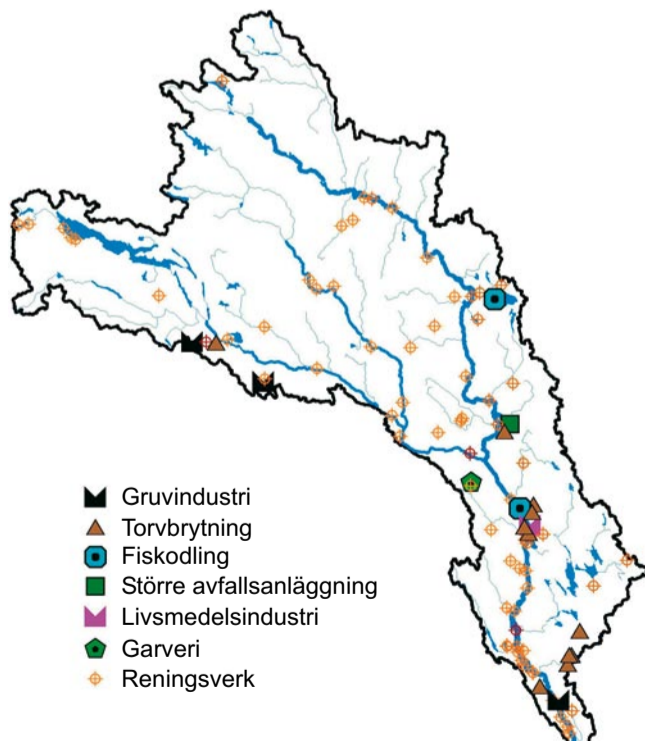 Gruvindustri
Torvbrytning
Fiskodling
Större avfallsanläggning
Livsmedelsindustri
Garveri
Reningsverk